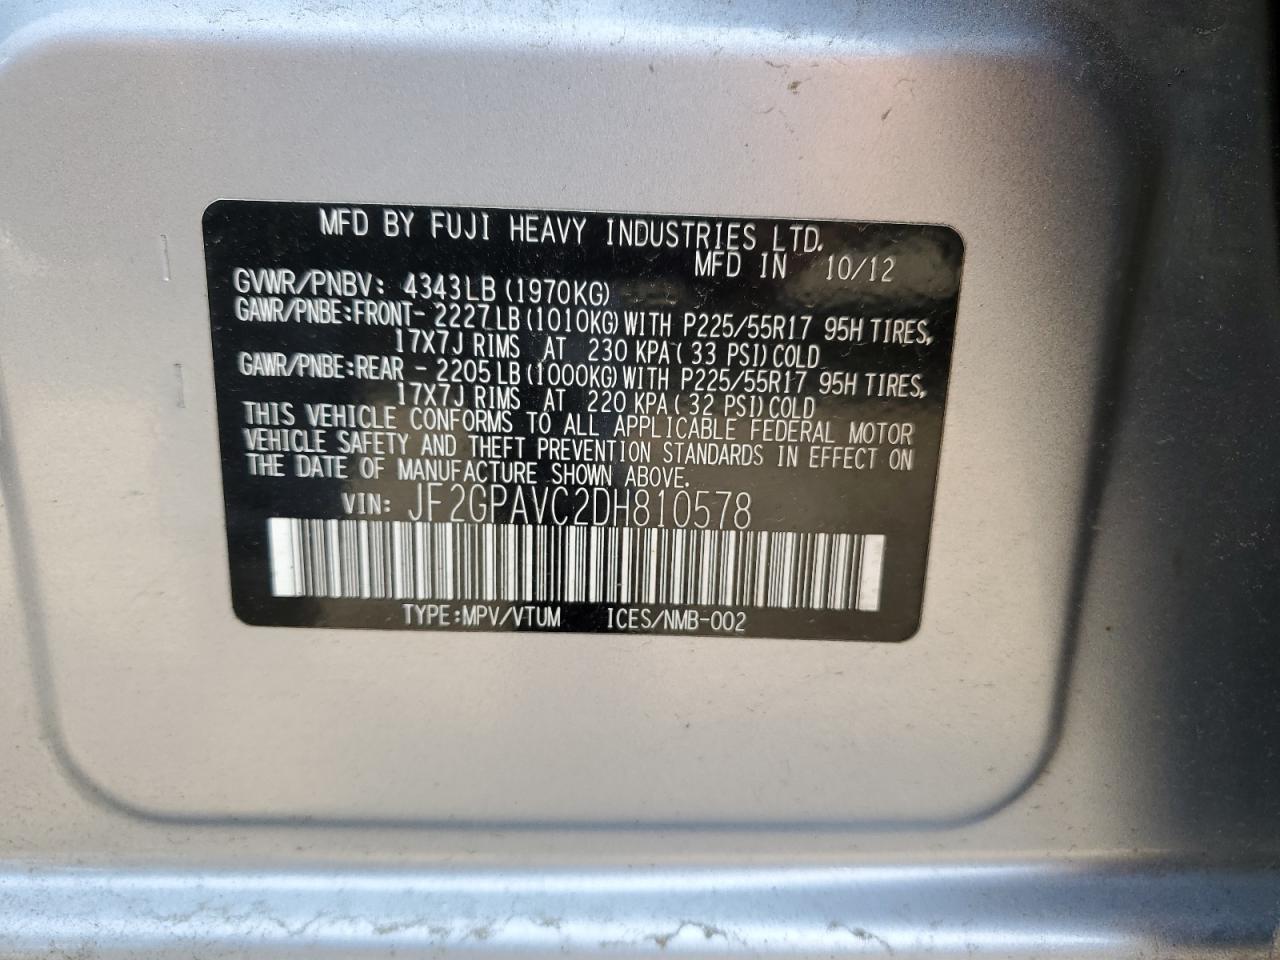 MFD BY FUJI HEAVY INDUSTRIES LTD.
MFD IN 10/12
GVWR/PNBV: 4343LB (1970KG)
GAWR/PNBE:FRONT- 2227LB (1010KG) WITH P225/55R17 95H TIRES,
17X7J RIMS AT 230 KPA ( 33 PSI) COLD
GAWR/PNBE:REAR - 2205LB (1000KG) WITH P225/55R17 95H TIRES,
17X7J RIMS AT 220 KPA ( 32 PSI) COLD
THIS VEHICLE CONFORMS TO ALL APPLICABLE FEDERAL MOTOR
VEHICLE SAFETY AND THEFT PREVENTION STANDARDS IN EFFECT ON
THE DATE OF MANUFACTURE SHOWN ABOVE.
VIN: JF2GPAVC2DH810578
TYPE:MPV/VTUM ICES/NMB-002